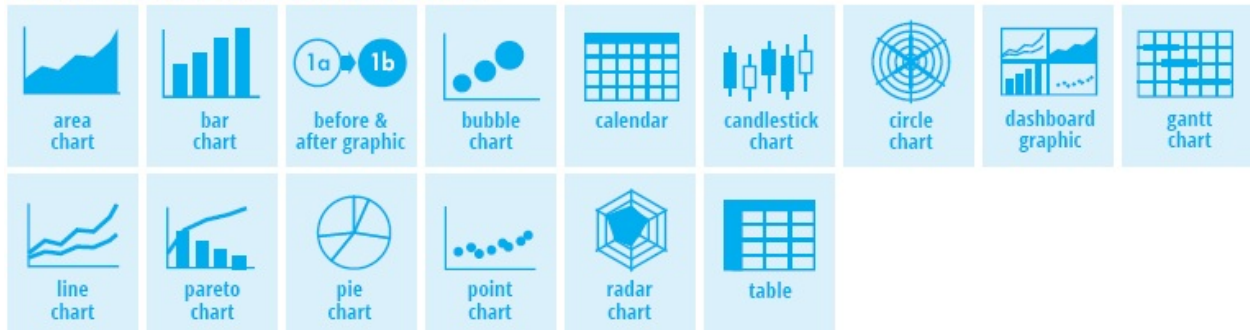 1a 1b
area
chart
bar
chart
before &
after graphic
bubble
chart
calendar
candlestick
chart
circle
chart
dashboard
graphic
gantt
chart
line
chart
pareto
chart
pie
chart
point
chart
radar
chart
table